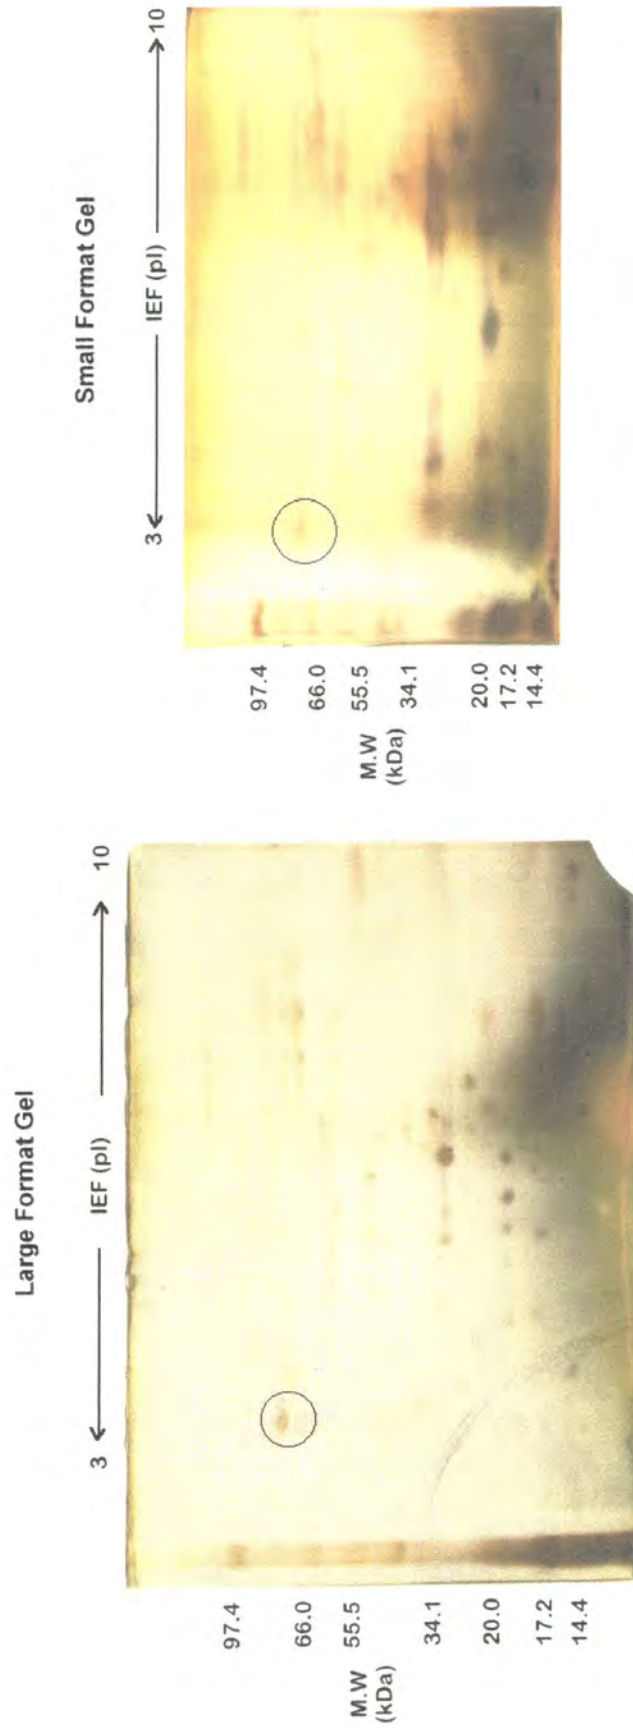 Large Format Gel
3 IEF (pI) 10
M.W
(kDa)
97.4
66.0
55.5
34.1
20.0
17.2
14.4
Small Format Gel
3 IEF (pI) 10
M.W
(kDa)
97.4
66.0
55.5
34.1
20.0
17.2
14.4